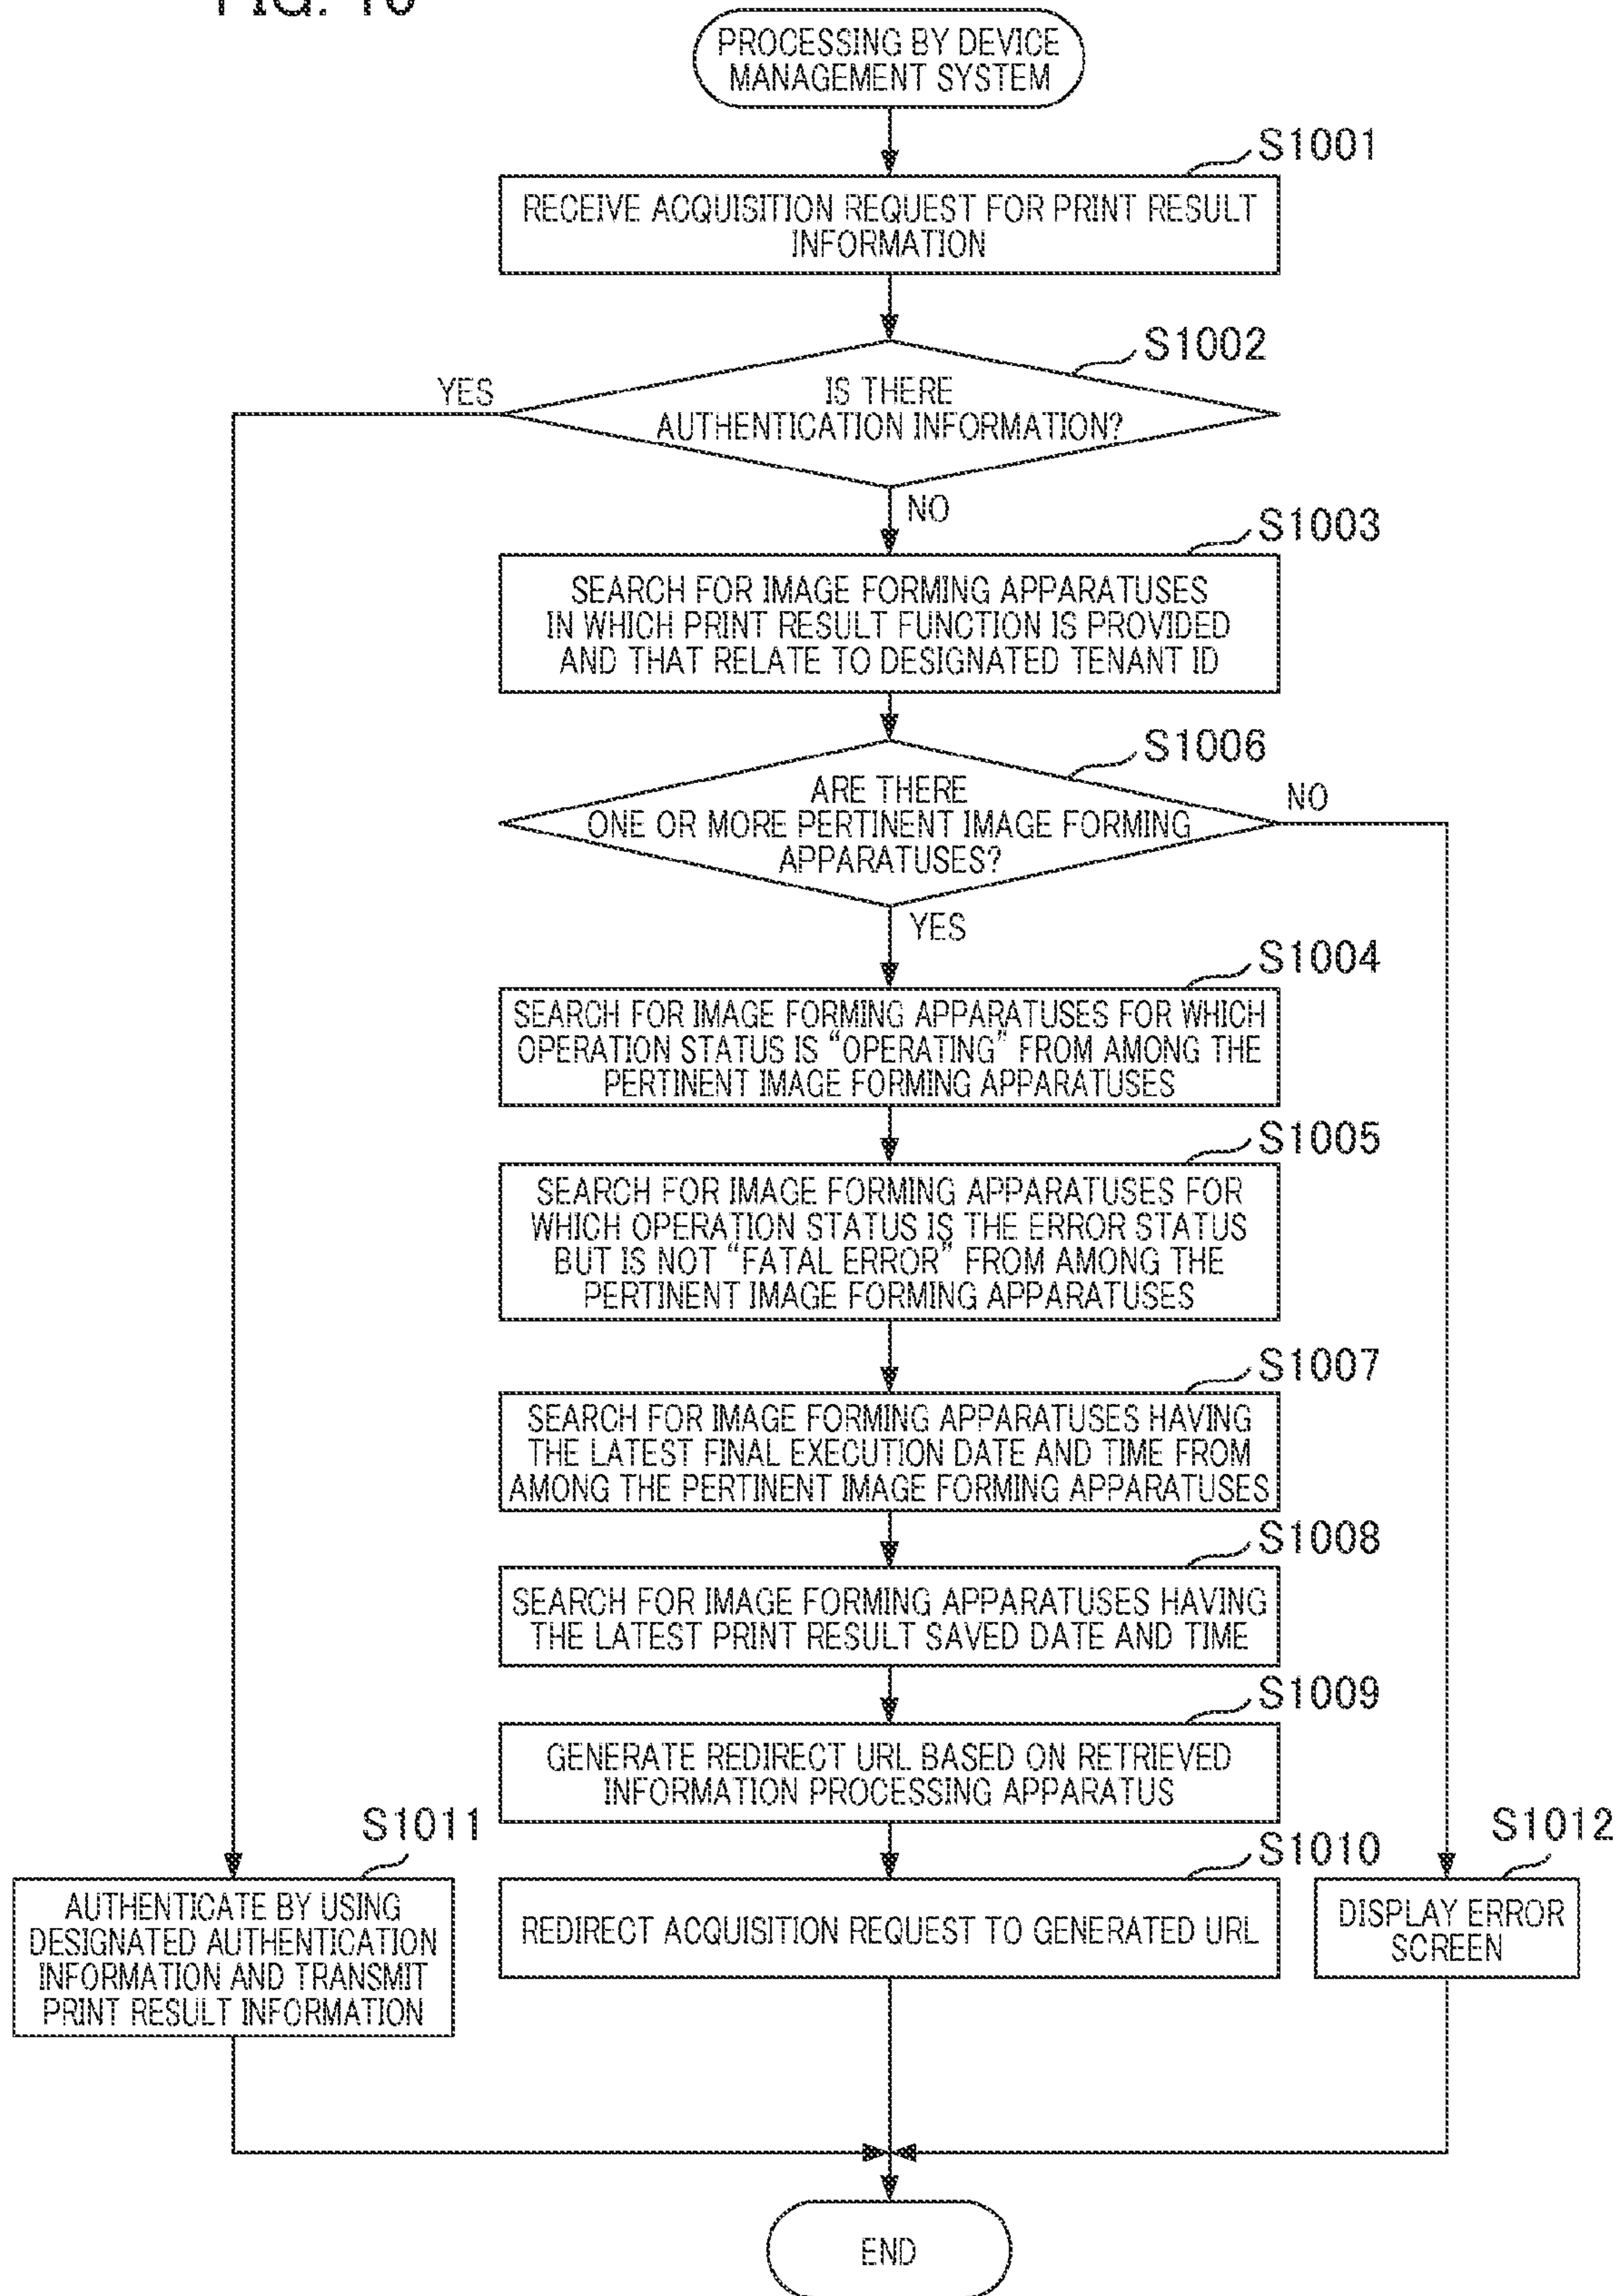 PROCESSING BY DEVICE
MANAGEMENT SYSTEM
S1001
RECEIVE ACQUISITION REQUEST FOR PRINT RESULT
INFORMATION
S1002
YES
IS THERE
AUTHENTICATION INFORMATION?
NO
S1003
SEARCH FOR IMAGE FORMING APPARATUSES
IN WHICH PRINT RESULT FUNCTION IS PROVIDED
AND THAT RELATE TO DESIGNATED TENANT ID
S1006
ARE THERE
ONE OR MORE PERTINENT IMAGE FORMING
APPARATUSES?
NO
YES
S1004
SEARCH FOR IMAGE FORMING APPARATUSES FOR WHICH
OPERATION STATUS IS “OPERATING” FROM AMONG THE
PERTINENT IMAGE FORMING APPARATUSES
S1005
SEARCH FOR IMAGE FORMING APPARATUSES FOR
WHICH OPERATION STATUS IS THE ERROR STATUS
BUT IS NOT “FATAL ERROR” FROM AMONG THE
PERTINENT IMAGE FORMING APPARATUSES
S1007
SEARCH FOR IMAGE FORMING APPARATUSES HAVING
THE LATEST FINAL EXECUTION DATE AND TIME FROM
AMONG THE PERTINENT IMAGE FORMING APPARATUSES
S1008
SEARCH FOR IMAGE FORMING APPARATUSES HAVING
THE LATEST PRINT RESULT SAVED DATE AND TIME
S1009
GENERATE REDIRECT URL BASED ON RETRIEVED
INFORMATION PROCESSING APPARATUS
S1011
AUTHENTICATE BY USING
DESIGNATED AUTHENTICATION
INFORMATION AND TRANSMIT
PRINT RESULT INFORMATION
S1010
REDIRECT ACQUISITION REQUEST TO GENERATED URL
S1012
DISPLAY ERROR
SCREEN
END